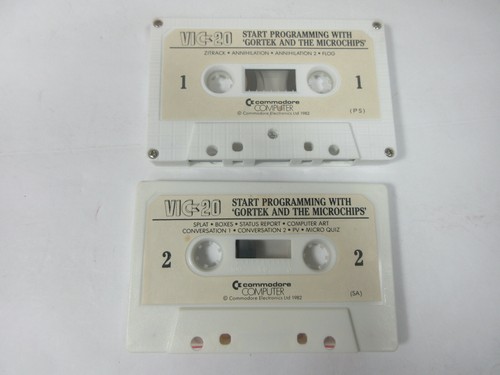 VIC-20 START PROGRAMMING WITH
'GORTEK AND THE MICROCHIPS'
ZITRACK • ANNIHILATION • ANNIHILATION 2 • FLOG
1 1
commodore
COMPUTER
© Commodore Electronics Ltd 1982
(PS)
VIC-20 START PROGRAMMING WITH
'GORTEK AND THE MICROCHIPS'
SPLAT • BOXES • STATUS REPORT • COMPUTER ART
CONVERSATION 1 • CONVERSATION 2 • PV • MICRO QUIZ
2 2
commodore
COMPUTER
© Commodore Electronics Ltd 1982
(SA)